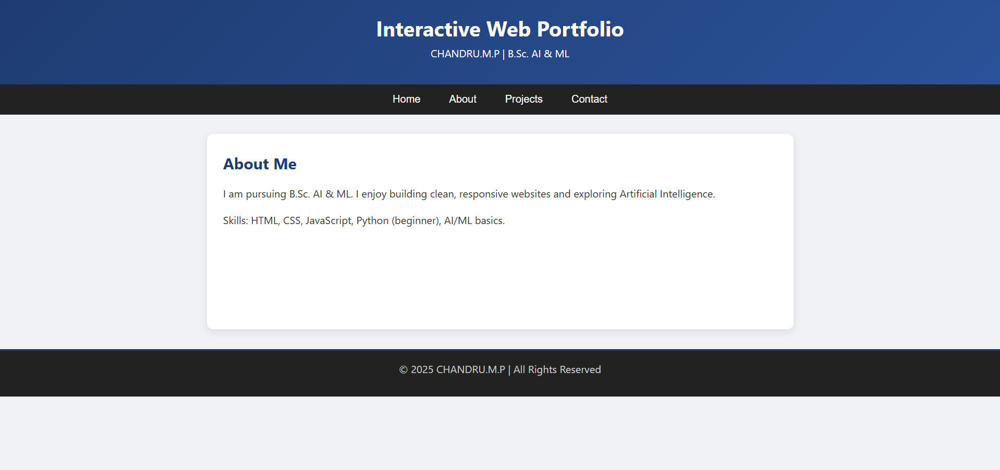 Interactive Web Portfolio
CHANDRU.M.P | B.Sc. AI & ML
Home About Projects Contact
About Me
I am pursuing B.Sc. AI & ML. I enjoy building clean, responsive websites and exploring Artificial Intelligence.
Skills: HTML, CSS, JavaScript, Python (beginner), AI/ML basics.
© 2025 CHANDRU.M.P | All Rights Reserved